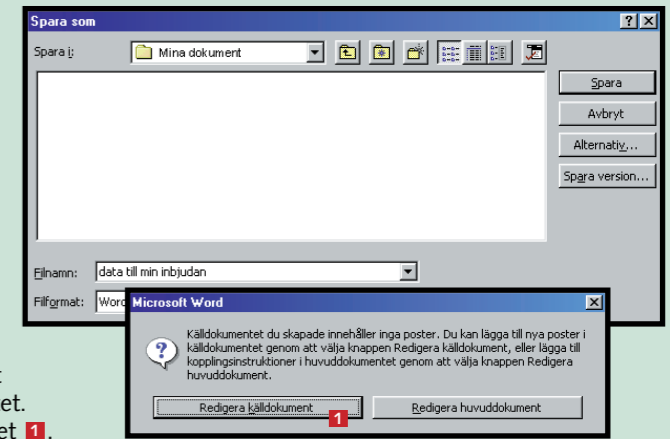 Spara som
Spara i:
Mina dokument
Spara
Avbryt
Alternativ...
Spara version...
Filnamn:
data till min inbjudan
Filformat:
Word
Microsoft Word
Källdokumentet du skapade innehåller inga poster. Du kan lägga till nya poster i
källdokumentet genom att välja knappen Redigera källdokument, eller lägga till
kopplingsinstruktioner i huvuddokumentet genom att välja knappen Redigera
huvuddokument.
Redigera källdokument
1
Redigera huvuddokument
et.
et 1.